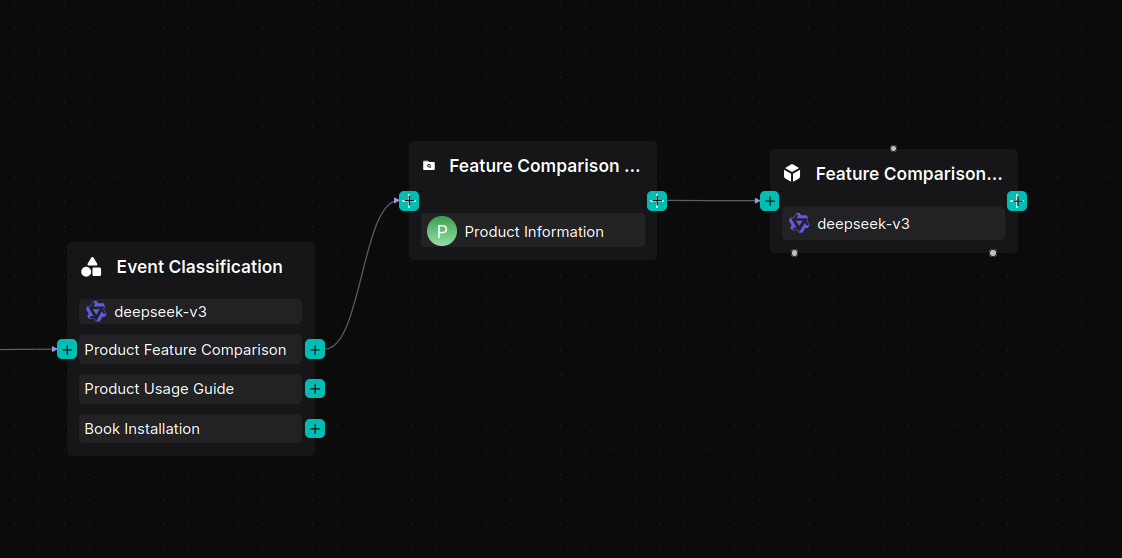 Feature Comparison ...
P
Product Information
Feature Comparison...
deepseek-v3
Event Classification
deepseek-v3
Product Feature Comparison
Product Usage Guide
Book Installation